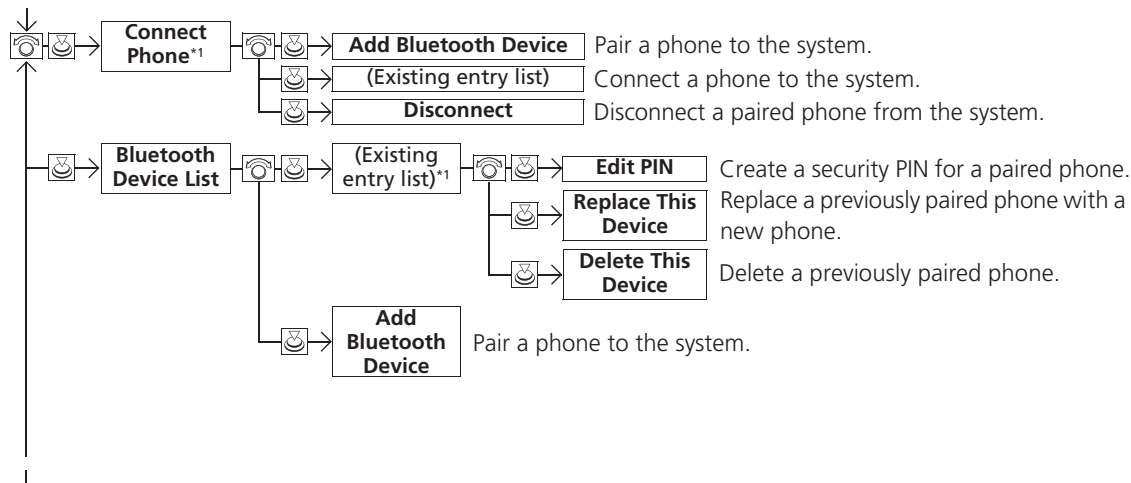 Connect
Phone*1
Add Bluetooth Device
Pair a phone to the system.
(Existing entry list)
Connect a phone to the system.
Disconnect
Disconnect a paired phone from the system.
Bluetooth
Device List
(Existing
entry list)*1
Edit PIN
Create a security PIN for a paired phone.
Replace This
Device
Replace a previously paired phone with a
new phone.
Delete This
Device
Delete a previously paired phone.
Add
Bluetooth
Device
Pair a phone to the system.